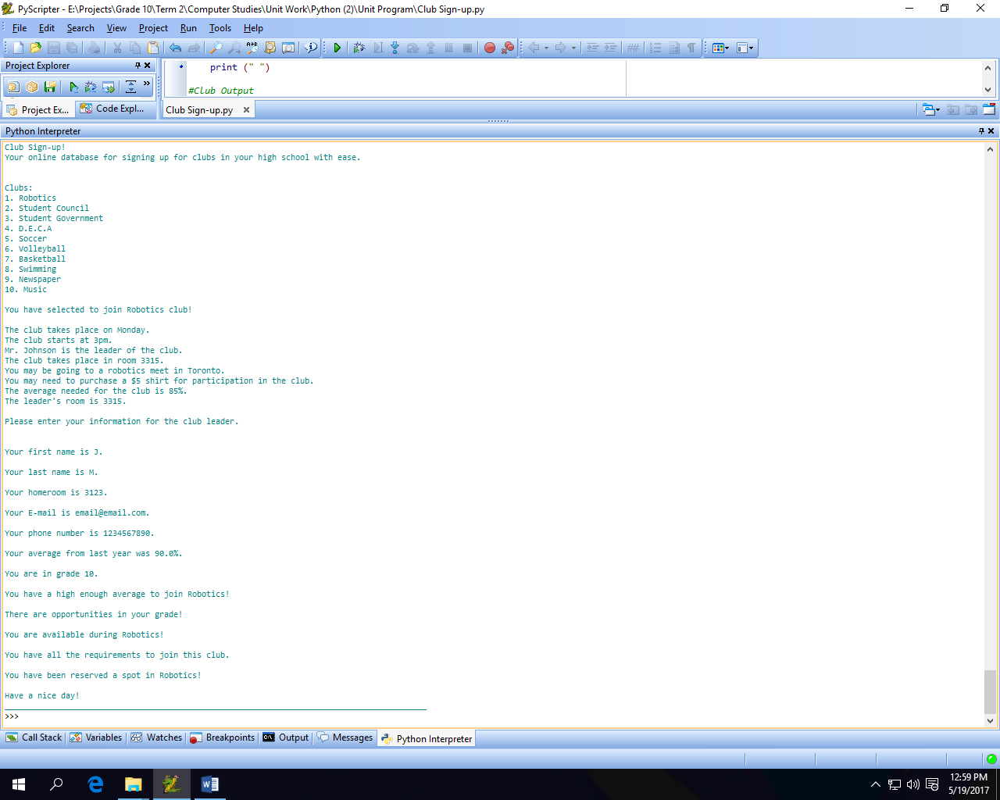 PyScripter - E:\Projects\Grade 10\Term 2\Computer Studies\Unit Work\Python (2)\Unit Program\Club Sign-up.py
File Edit Search View Project Run Tools Help
Project Explorer
print (" ")
#Club Output
Project Ex... Code Expl...
Club Sign-up.py
Python Interpreter
Club Sign-up!
Your online database for signing up for clubs in your high school with ease.
Clubs:
1. Robotics
2. Student Council
3. Student Government
4. D.E.C.A
5. Soccer
6. Volleyball
7. Basketball
8. Swimming
9. Newspaper
10. Music
You have selected to join Robotics club!
The club takes place on Monday.
The club starts at 3pm.
Mr. Johnson is the leader of the club.
The club takes place in room 3315.
You may be going to a robotics meet in Toronto.
You may need to purchase a $5 shirt for participation in the club.
The average needed for the club is 85%.
The leader's room is 3315.
Please enter your information for the club leader.
Your first name is J.
Your last name is M.
Your homeroom is 3123.
Your E-mail is email@email.com.
Your phone number is 1234567890.
Your average from last year was 90.0%.
You are in grade 10.
You have a high enough average to join Robotics!
There are opportunities in your grade!
You are available during Robotics!
You have all the requirements to join this club.
You have been reserved a spot in Robotics!
Have a nice day!
>>>
Call Stack Variables Watches Breakpoints Output Messages Python Interpreter
12:59 PM
5/19/2017